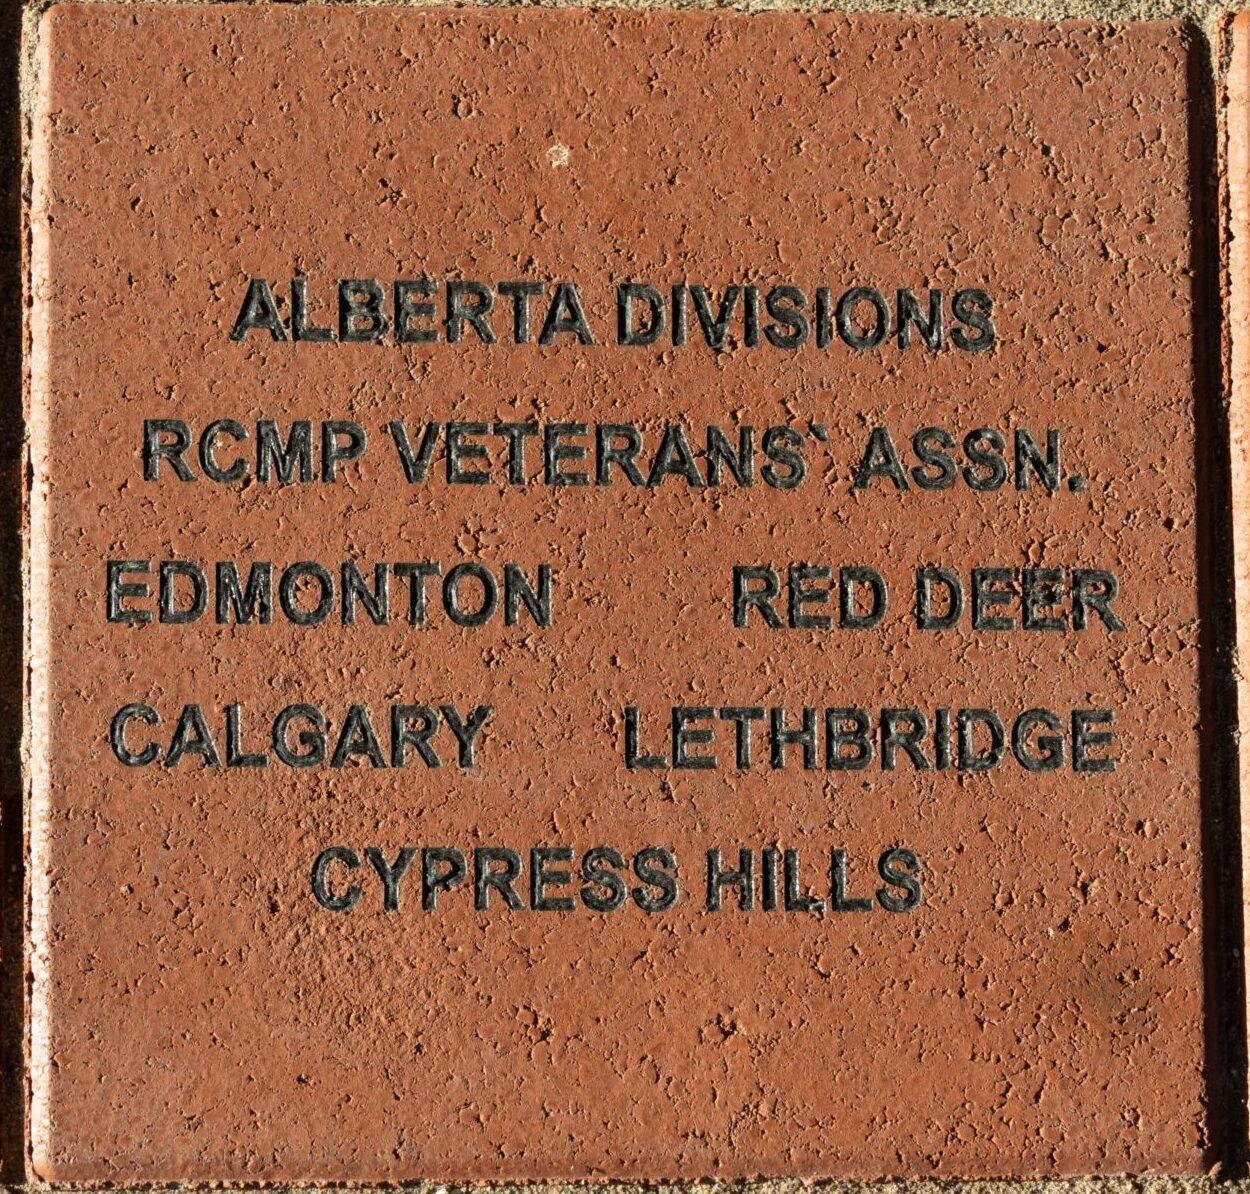 ALBERTA DIVISIONS
RCMP VETERANS` ASSN.
EDMONTON RED DEER
CALGARY LETHBRIDGE
CYPRESS HILLS